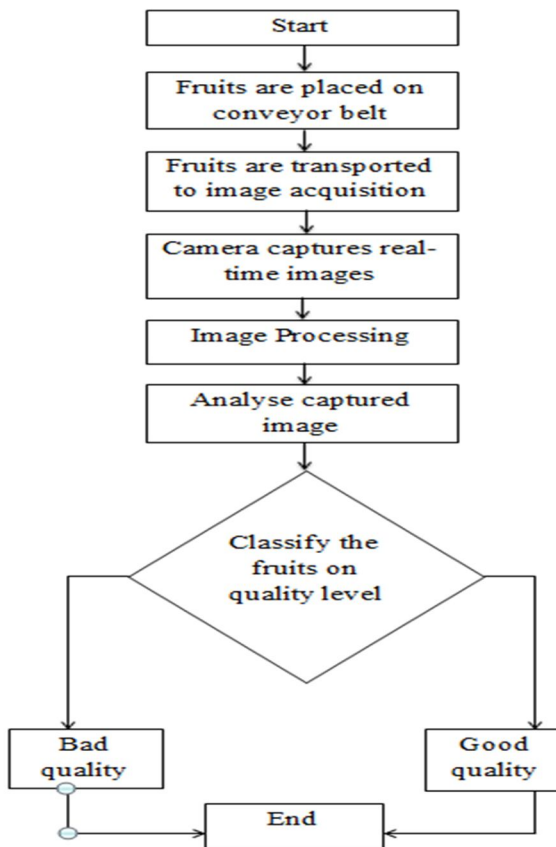 Start
Fruits are placed on
conveyor belt
Fruits are transported
to image acquisition
Camera captures real-
time images
Image Processing
Analyse captured
image
Classify the
fruits on
quality level
Bad
quality
Good
quality
End